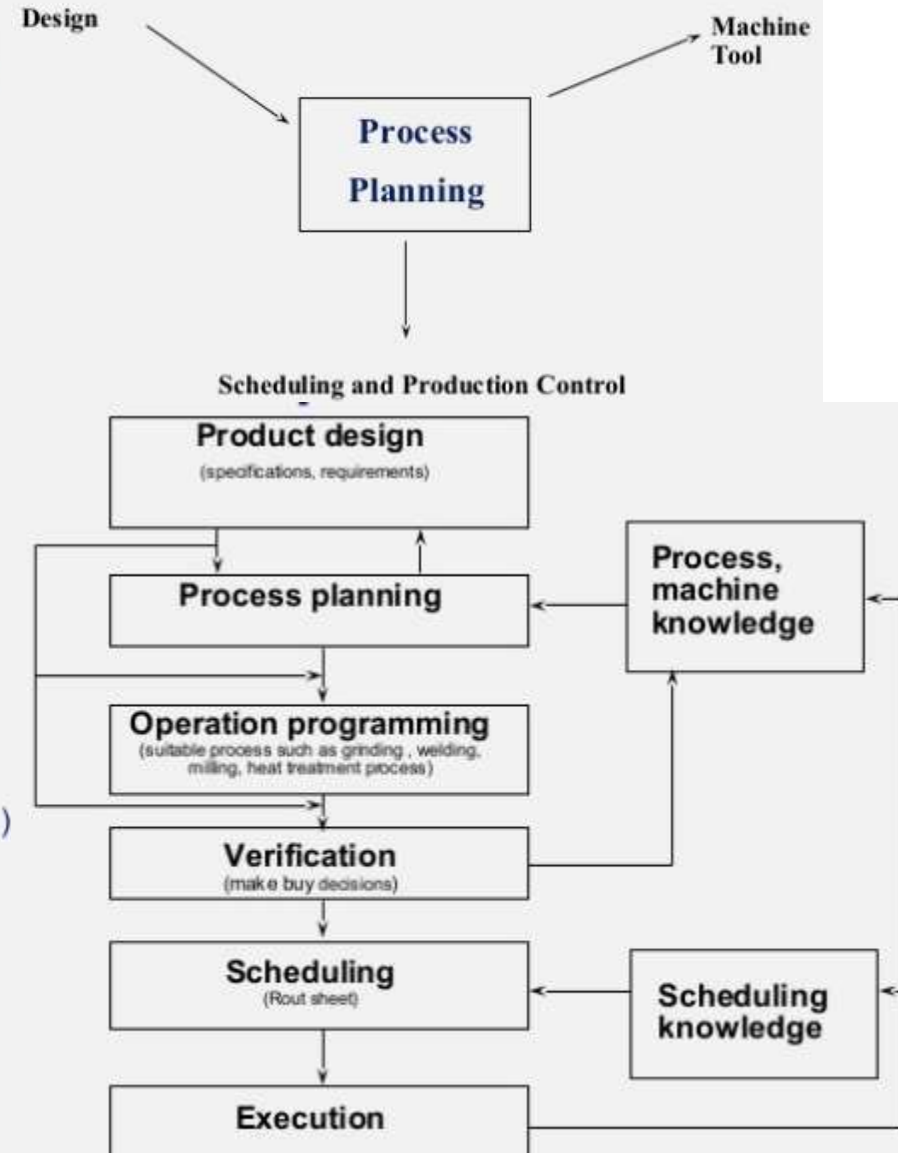 Design
Machine
Tool
Process
Planning
Scheduling and Production Control
Product design
(specifications, requirements)
Process planning
Process,
machine
knowledge
Operation programming
(suitable process such as grinding , welding,
milling, heat treatment process)
)
Verification
(make buy decisions)
Scheduling
(Rout sheet)
Scheduling
knowledge
Execution